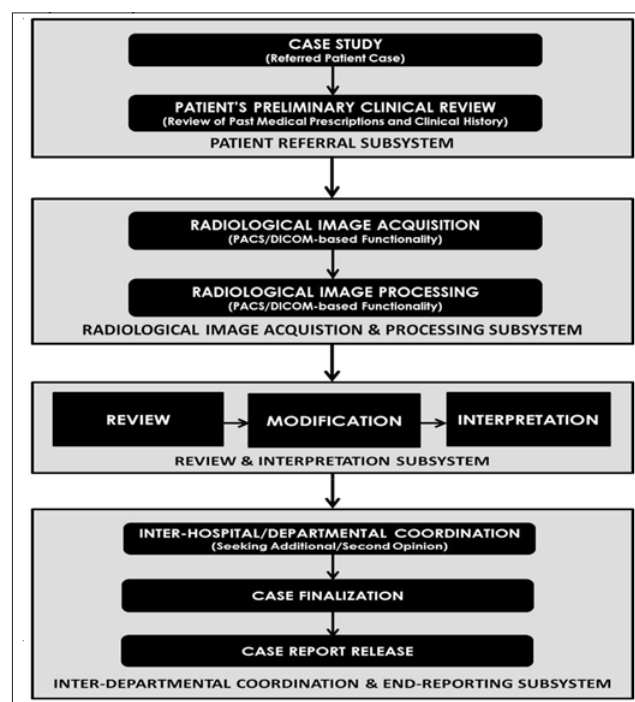 CASE STUDY
(Referred Patient Case)
PATIENT'S PRELIMINARY CLINICAL REVIEW
(Review of Past Medical Prescriptions and Clinical History)
PATIENT REFERRAL SUBSYSTEM
RADIOLOGICAL IMAGE ACQUISITION
(PACS/DICOM-based Functionality)
RADIOLOGICAL IMAGE PROCESSING
(PACS/DICOM-based Functionality)
RADIOLOGICAL IMAGE ACQUISTION & PROCESSING SUBSYSTEM
REVIEW
MODIFICATION
INTERPRETATION
REVIEW & INTERPRETATION SUBSYSTEM
INTER-HOSPITAL/DEPARTMENTAL COORDINATION
(Seeking Additional/Second Opinion)
CASE FINALIZATION
CASE REPORT RELEASE
INTER-DEPARTMENTAL COORDINATION & END-REPORTING SUBSYSTEM